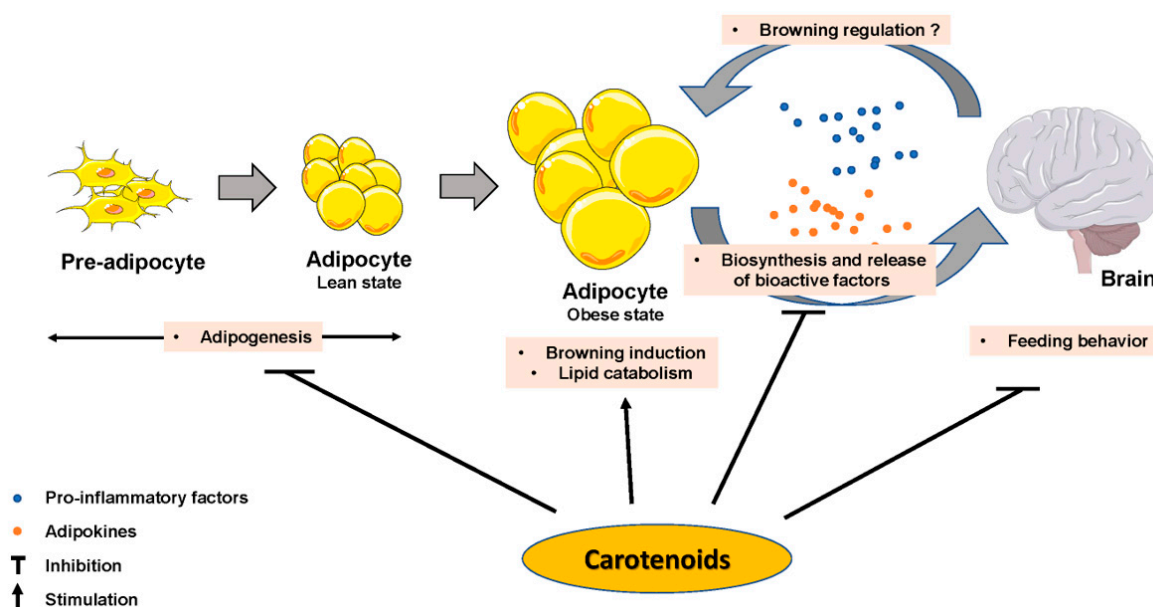 • Browning regulation ?
Pre-adipocyte
Adipocyte
Lean state
Adipocyte
Obese state
• Biosynthesis and release
of bioactive factors
Brain
• Adipogenesis
• Browning induction
• Lipid catabolism
• Feeding behavior
Pro-inflammatory factors
Adipokines
Inhibition
Stimulation
Carotenoids